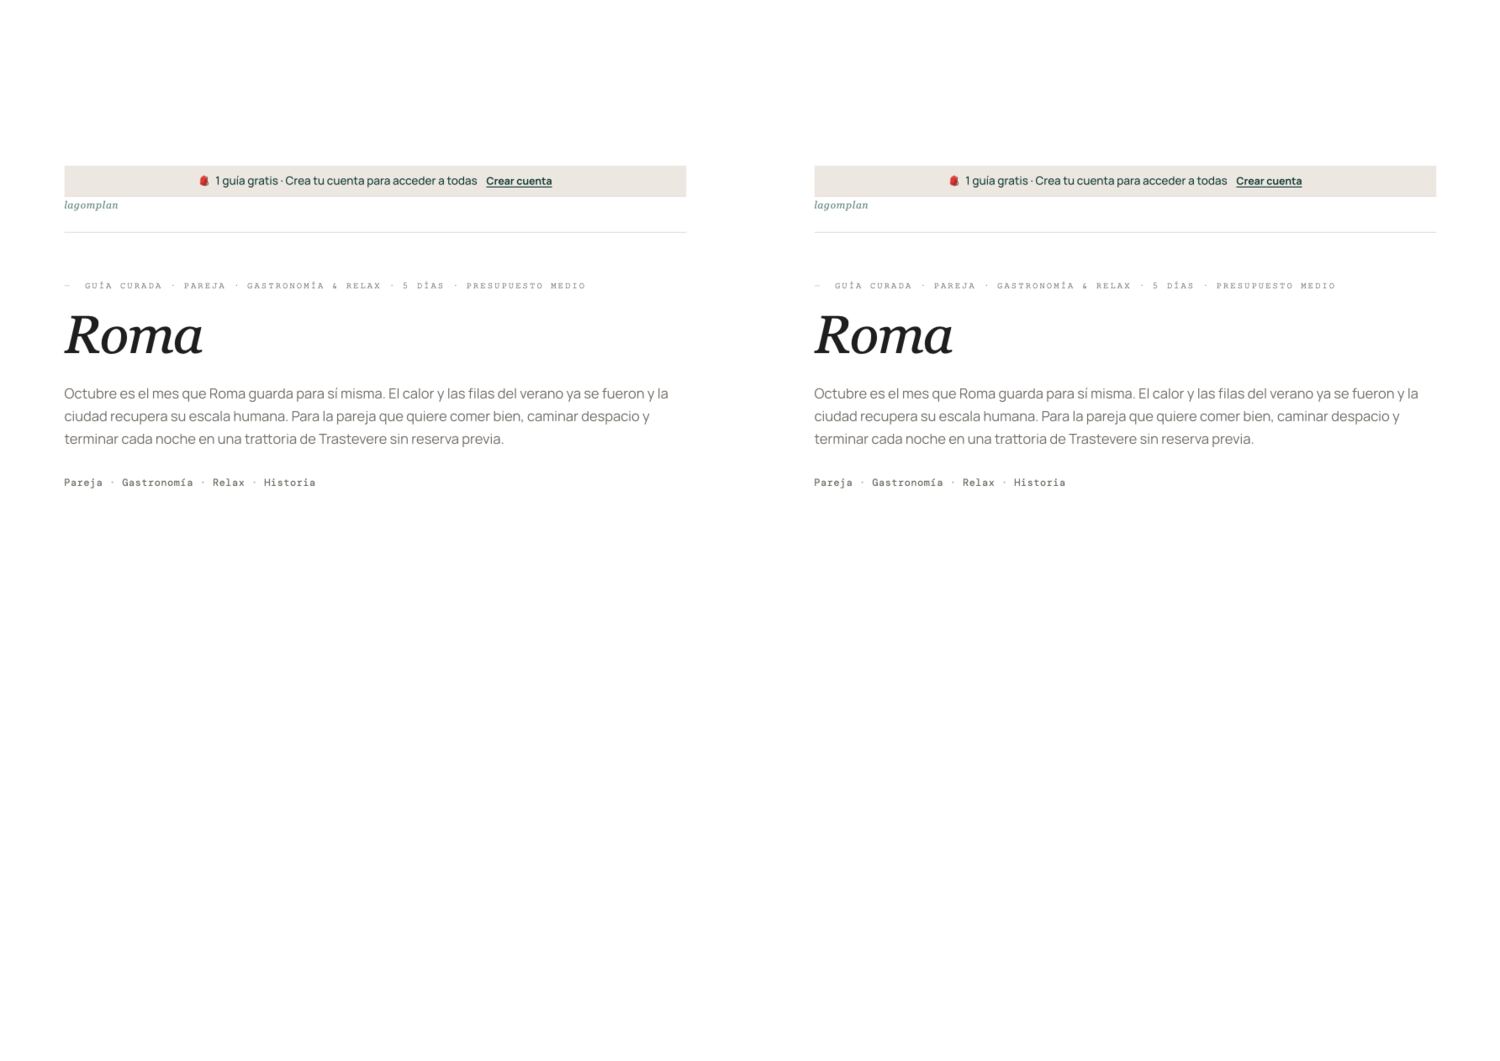 1 guía gratis · Crea tu cuenta para acceder a todas Crear cuenta
lagomplan
— GUÍA CURADA · PAREJA · GASTRONOMÍA & RELAX · 5 DÍAS · PRESUPUESTO MEDIO
Roma
Octubre es el mes que Roma guarda para sí misma. El calor y las filas del verano ya se fueron y la
ciudad recupera su escala humana. Para la pareja que quiere comer bien, caminar despacio y
terminar cada noche en una trattoria de Trastevere sin reserva previa.
Pareja · Gastronomía · Relax · Historia
1 guía gratis · Crea tu cuenta para acceder a todas Crear cuenta
lagomplan
— GUÍA CURADA · PAREJA · GASTRONOMÍA & RELAX · 5 DÍAS · PRESUPUESTO MEDIO
Roma
Octubre es el mes que Roma guarda para sí misma. El calor y las filas del verano ya se fueron y la
ciudad recupera su escala humana. Para la pareja que quiere comer bien, caminar despacio y
terminar cada noche en una trattoria de Trastevere sin reserva previa.
Pareja · Gastronomía · Relax · Historia